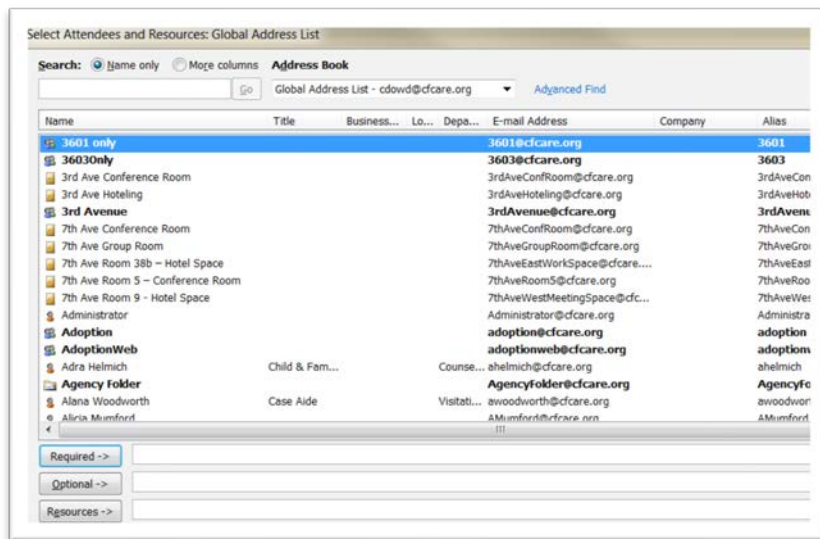 Select Attendees and Resources: Global Address List
Search: Name only More columns Address Book
Go Global Address List - cdowd@cfcare.org Advanced Find
Name Title Business... Lo... Depa... E-mail Address Company Alias
3601 only 3601@cfcare.org 3601
3603Only 3603@cfcare.org 3603
3rd Ave Conference Room 3rdAveConfRoom@cfcare.org 3rdAveCon
3rd Ave Hoteling 3rdAveHoteling@cfcare.org 3rdAveHot
3rd Avenue 3rdAvenue@cfcare.org 3rdAvenu
7th Ave Conference Room 7thAveConfRoom@cfcare.org 7thAveCon
7th Ave Group Room 7thAveGroupRoom@cfcare.org 7thAveGro
7th Ave Room 38b – Hotel Space 7thAveEastWorkSpace@cfcare.... 7thAveEast
7th Ave Room 5 – Conference Room 7thAveRoom5@cfcare.org 7thAveRoo
7th Ave Room 9 - Hotel Space 7thAveWestMeetingSpace@cfc... 7thAveWes
Administrator Administrator@cfcare.org Administra
Adoption adoption@cfcare.org adoption
AdoptionWeb adoptionweb@cfcare.org adoptionw
Adra Helmich Child & Fam... Counse... ahelmich@cfcare.org ahelmich
Agency Folder AgencyFolder@cfcare.org AgencyFo
Alana Woodworth Case Aide Visitati... awoodworth@cfcare.org awoodwor
Alicia Mumford AMumford@cfcare.org AMumford
Required ->
Optional ->
Resources ->